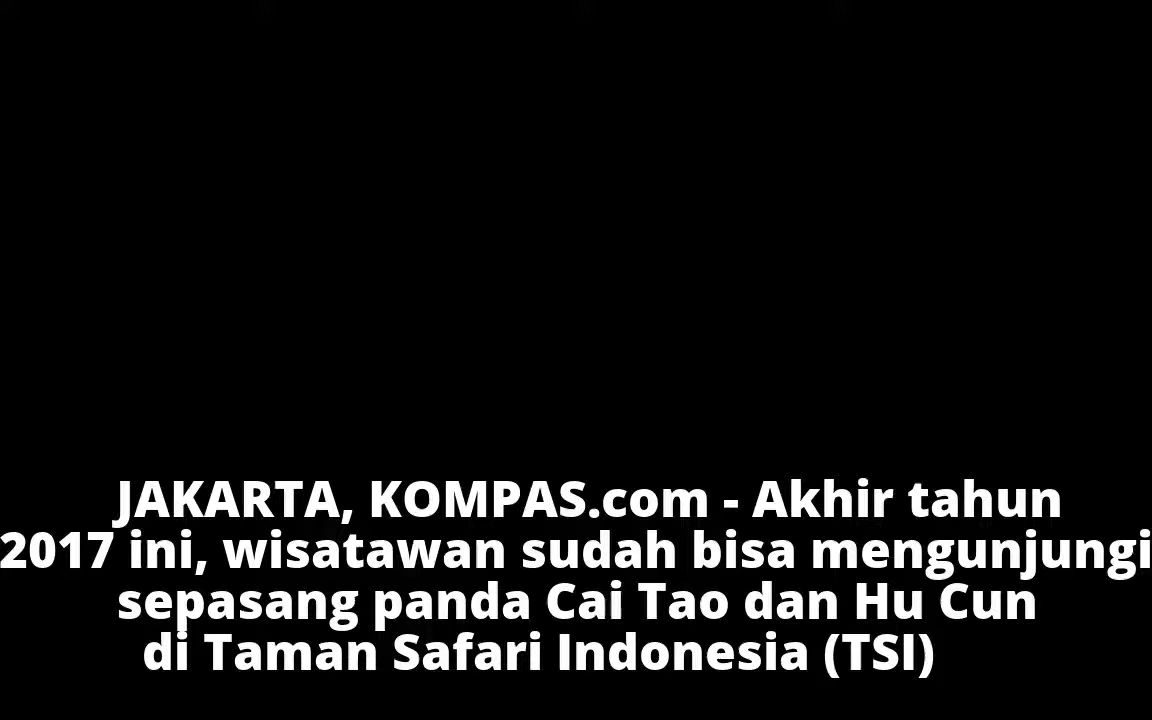 JAKARTA, KOMPAS.com - Akhir tahun
2017 ini, wisatawan sudah bisa mengunjungi
sepasang panda Cai Tao dan Hu Cun
di Taman Safari Indonesia (TSI)